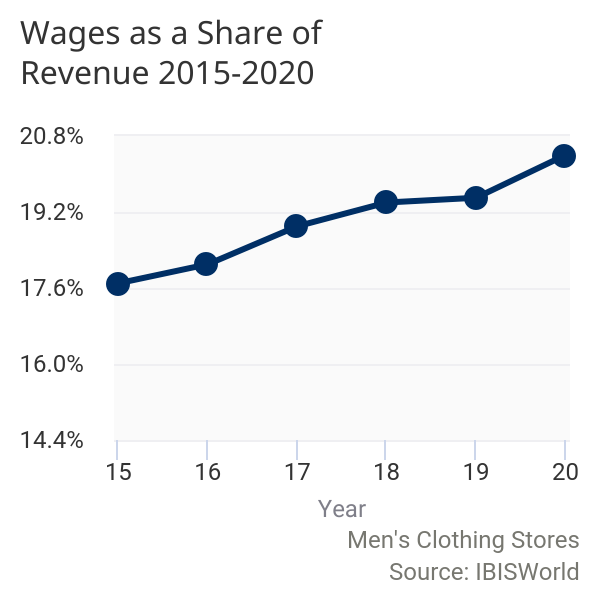 Wages as a Share of
Revenue 2015-2020
20.8%
19.2%
17.6%
16.0%
14.4%
15 16 17 18 19 20
Year
Men's Clothing Stores
Source: IBISWorld